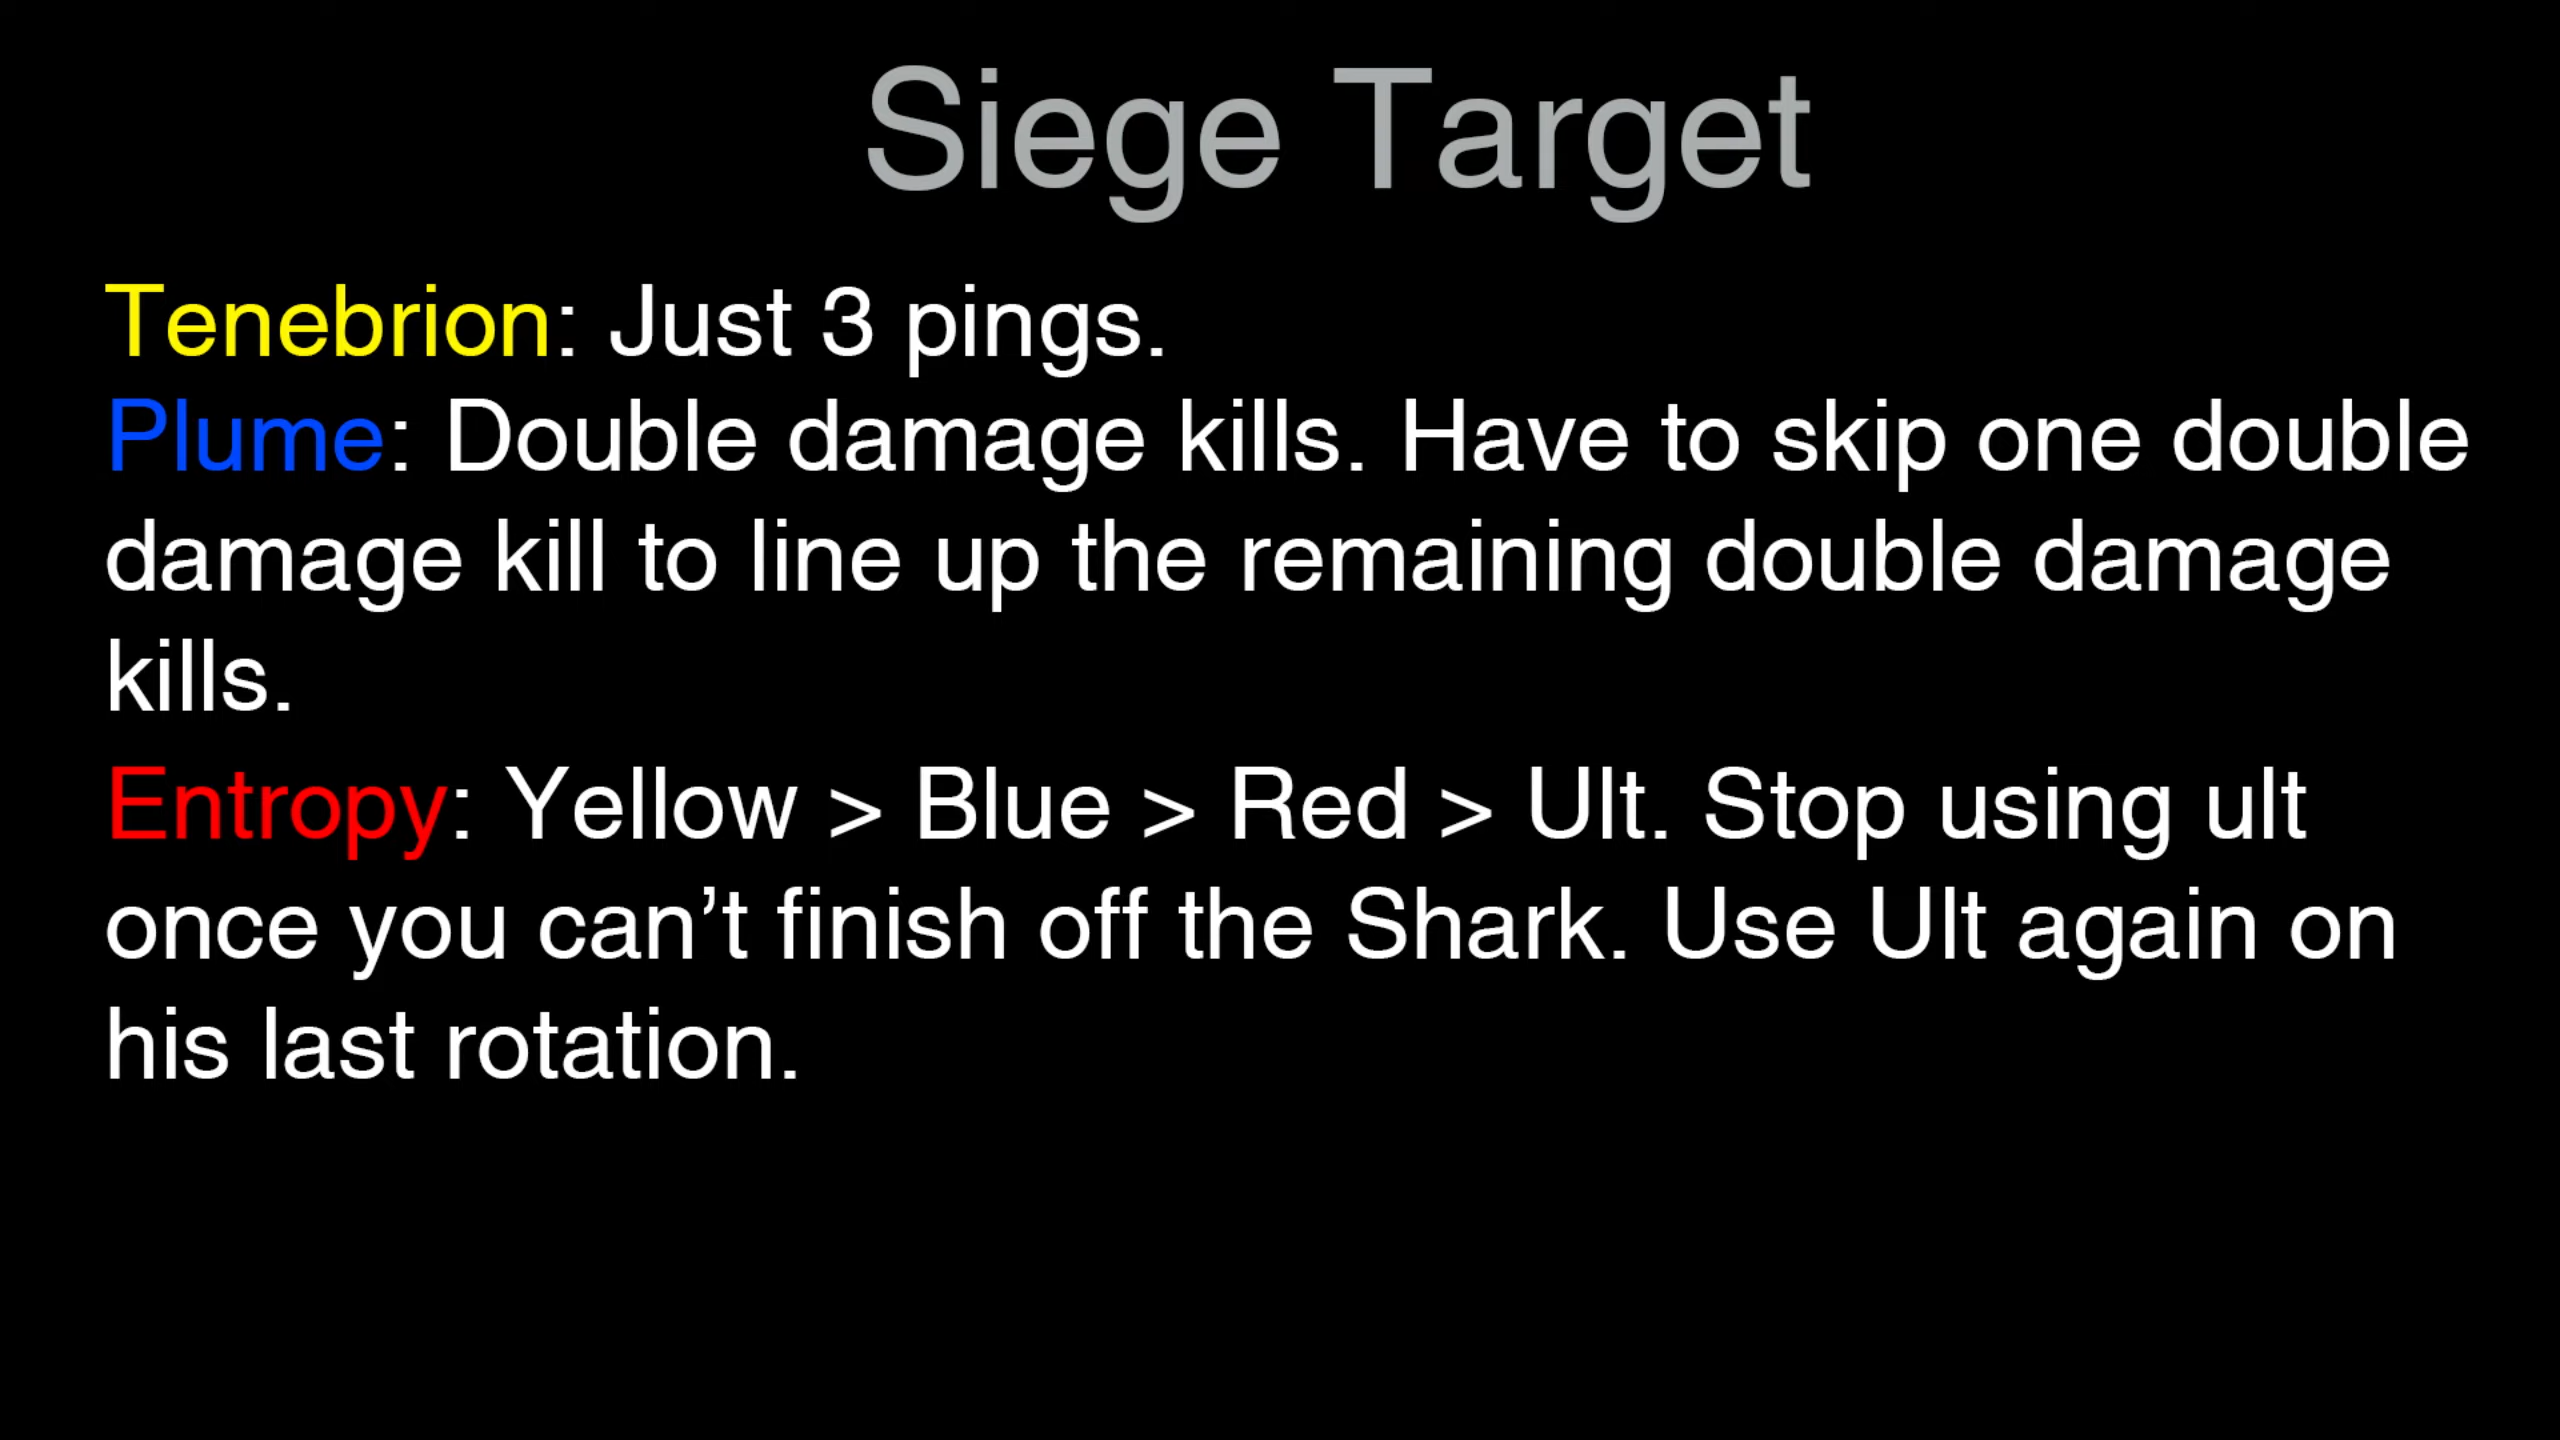 Siege Target
Tenebrion: Just 3 pings.
Plume: Double damage kills. Have to skip one double
damage kill to line up the remaining double damage
kills.
Entropy: Yellow > Blue > Red > Ult. Stop using ult
once you can’t finish off the Shark. Use Ult again on
his last rotation.